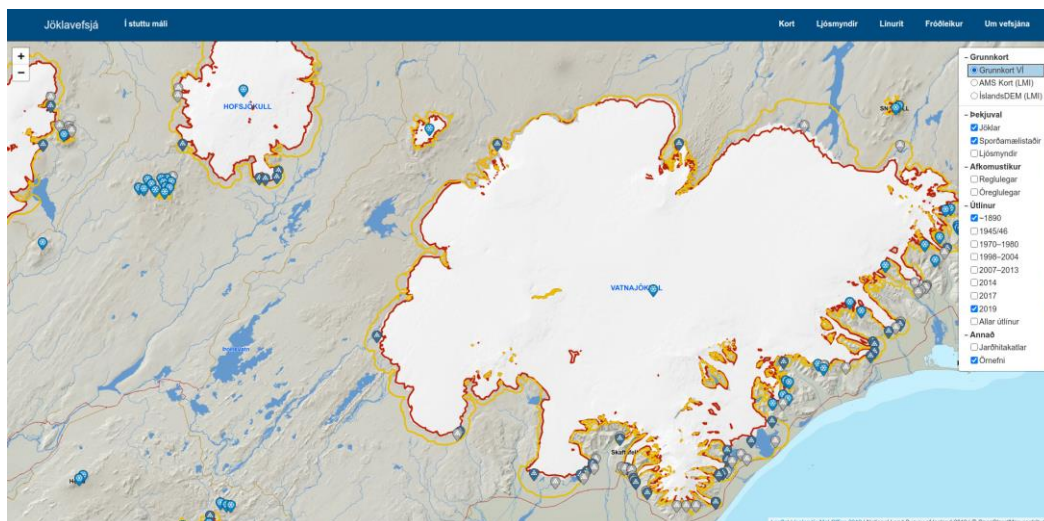 Jöklavefsjá
Í stuttu máli
Kort
Ljósmyndir
Línurit
Fróðleikur
Um vefsjána
+
−
HOFSJÖKULL
VATNAJÖKULL
– Grunnkort
Grunnkort VÍ
AMS Kort (LMI)
ÍslandsDEM (LMI)
– Þekjuval
Jöklar
Sporðamælistaðir
Ljósmyndir
– Afkomustikur
Reglulegar
Óreglulegar
– Útlínur
~1890
1945/46
1970–1980
1998–2004
2007–2013
2014
2017
2019
Allar útlínur
– Annað
Jarðhitakatlar
Örnefni